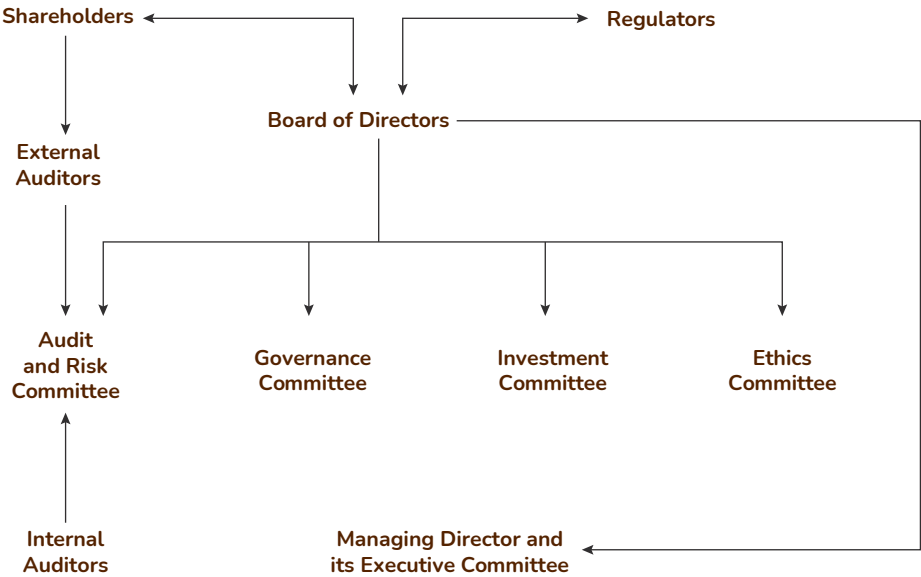 Shareholders
Regulators
Board of Directors
External
Auditors
Audit
and Risk
Committee
Governance
Committee
Investment
Committee
Ethics
Committee
Internal
Auditors
Managing Director and
its Executive Committee